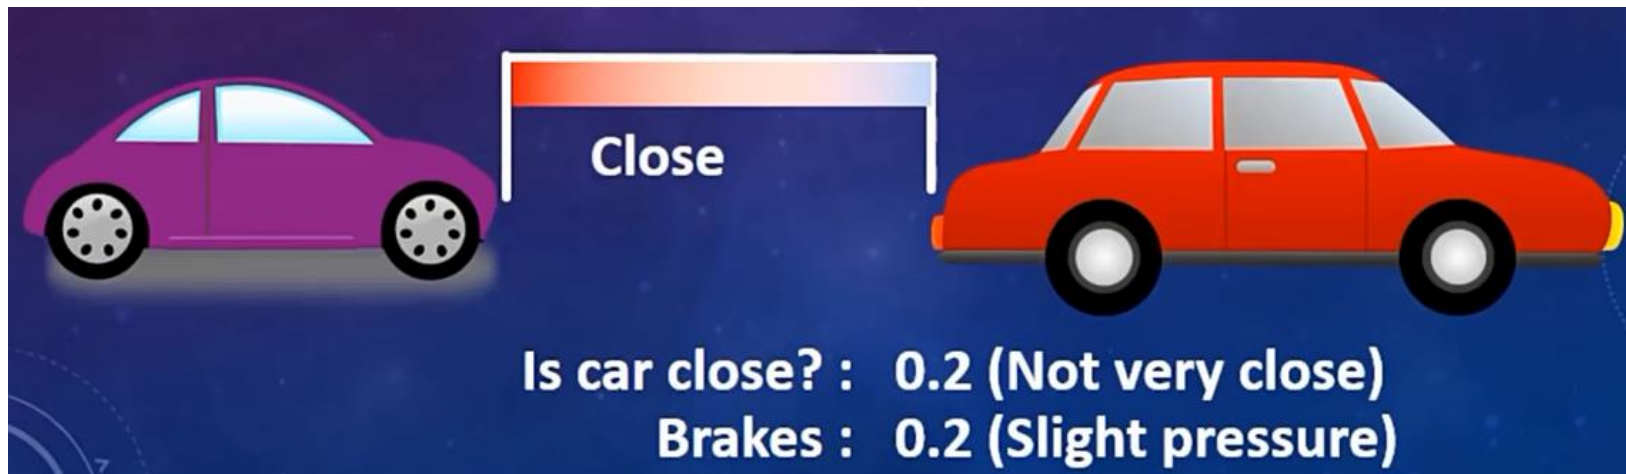 Close
Is car close? : 0.2 (Not very close)
Brakes : 0.2 (Slight pressure)